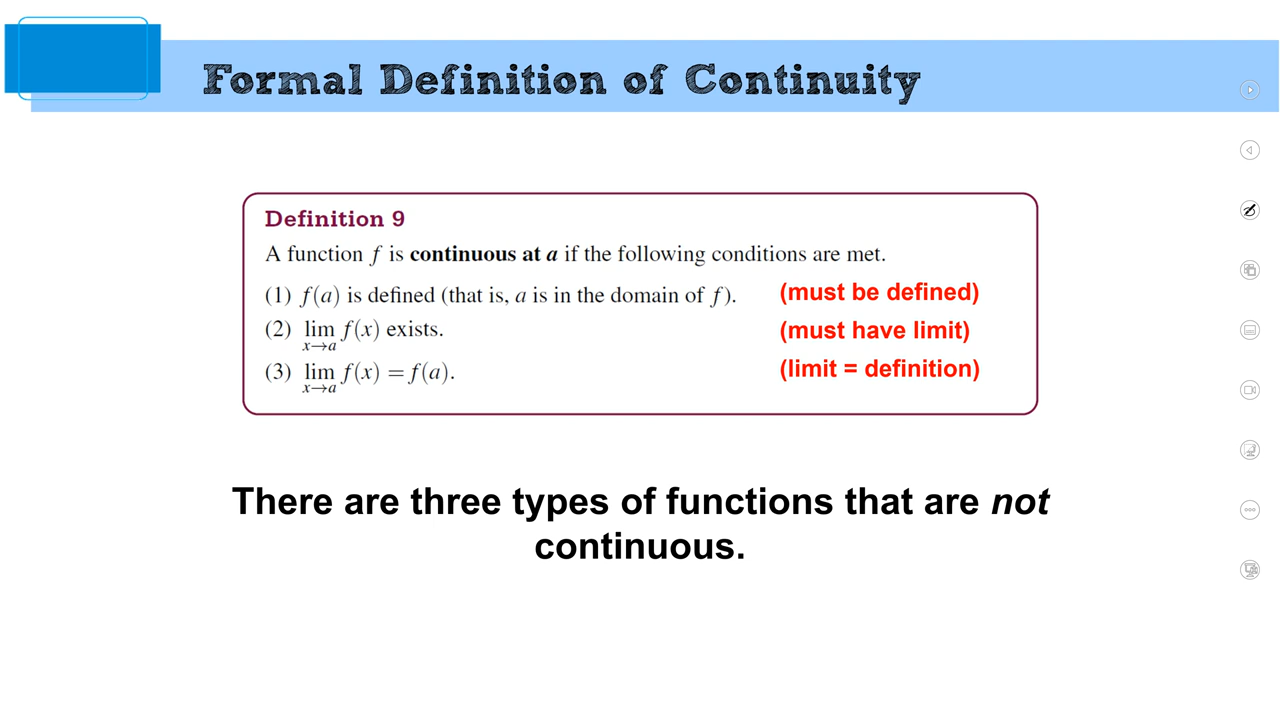 Formal Definition of Continuity
Definition 9
A function f is continuous at a if the following conditions are met.
(1) f(a) is defined (that is, a is in the domain of f). (must be defined)
(2) lim x→a f(x) exists. (must have limit)
(3) lim x→a f(x) = f(a). (limit = definition)
There are three types of functions that are not
continuous.